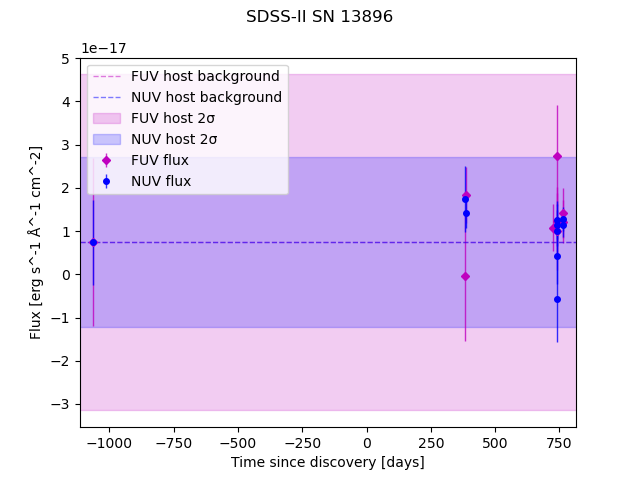 SDSS-II SN 13896
1e−17
5
4
3
2
1
0
−1
−2
−3
Flux [erg s^-1 Å^-1 cm^-2]
FUV host background
NUV host background
FUV host 2σ
NUV host 2σ
FUV flux
NUV flux
−1000 −750 −500 −250 0 250 500 750
Time since discovery [days]